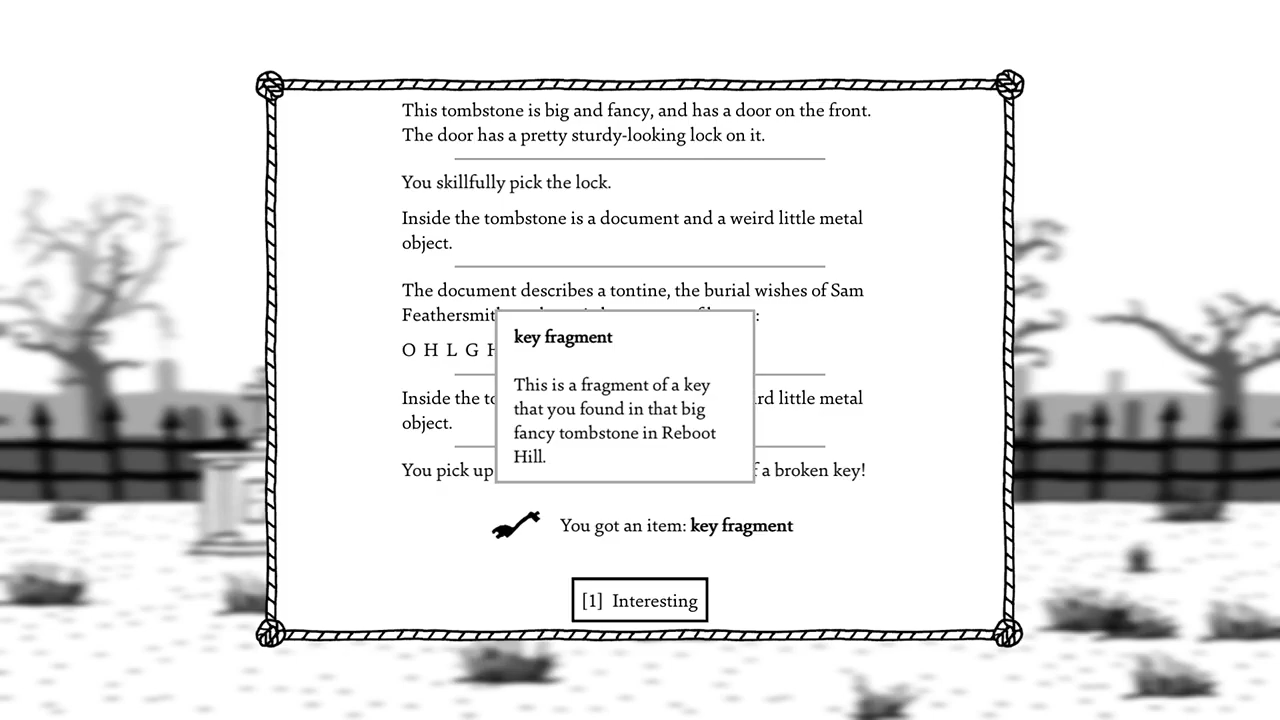 This tombstone is big and fancy, and has a door on the front.
The door has a pretty sturdy-looking lock on it.
You skillfully pick the lock.
Inside the tombstone is a document and a weird little metal
object.
The document describes a tontine, the burial wishes of Sam
O H L G
Inside the
little metal
object.
key fragment
This is a fragment of a key
that you found in that big
fancy tombstone in Reboot
Hill.
You pick up
a broken key!
You got an item: key fragment
[1] Interesting